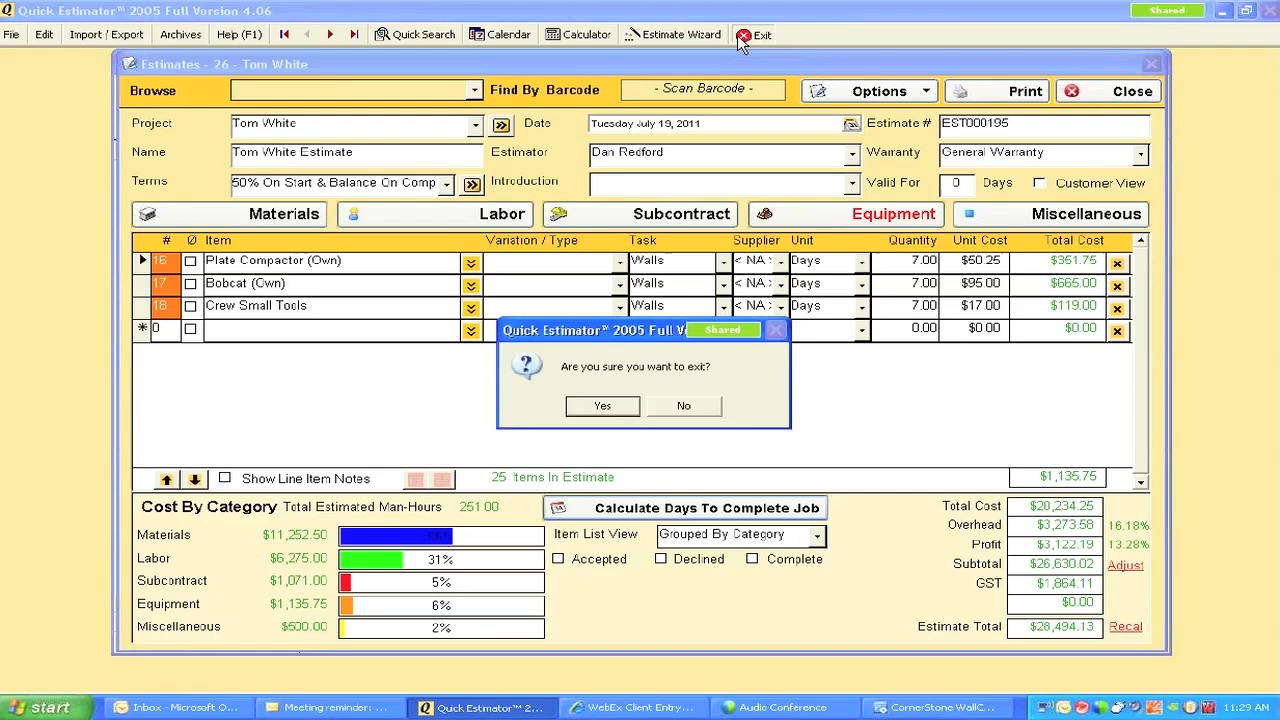 Quick Estimator™ 2005 Full Version 4.06
Shared
File Edit Import / Export Archives Help (F1) Quick Search Calendar Calculator Estimate Wizard Exit
Estimates - 26 - Tom White
Browse Find By Barcode - Scan Barcode - Options Print Close
Project Tom White Date Tuesday July 19, 2011 Estimate # EST000195
Name Tom White Estimate Estimator Dan Redford Warranty General Warranty
Terms 50% On Start & Balance On Comp Introduction Valid For 0 Days Customer View
Materials Labor Subcontract Equipment Miscellaneous
# Ø Item Variation / Type Task Supplier Unit Quantity Unit Cost Total Cost
16 Plate Compactor (Own) Walls < NA > Days 7.00 $50.25 $351.75
17 Bobcat (Own) Walls < NA > Days 7.00 $95.00 $665.00
18 Crew Small Tools Walls < NA > Days 7.00 $17.00 $119.00
* 0 0.00 $0.00 $0.00
Quick Estimator™ 2005 Full V Shared
Are you sure you want to exit?
Yes No
Show Line Item Notes 25 Items In Estimate $1,135.75
Cost By Category Total Estimated Man-Hours 251.00 Calculate Days To Complete Job Total Cost $20,234.25
Overhead $3,273.58 16.18%
Materials $11,252.50 Item List View Grouped By Category Profit $3,122.19 13.28%
Labor $6,275.00 31% Accepted Declined Complete Subtotal $26,630.02 Adjust
Subcontract $1,071.00 5% GST $1,864.11
Equipment $1,135.75 6% $0.00
Miscellaneous $500.00 2% Estimate Total $28,494.13 Recal
start Inbox - Microsoft O... Meeting reminder: ... Quick Estimator™ 2... WebEx Client Entry... Audio Conference CornerStone WallC... 11:29 AM